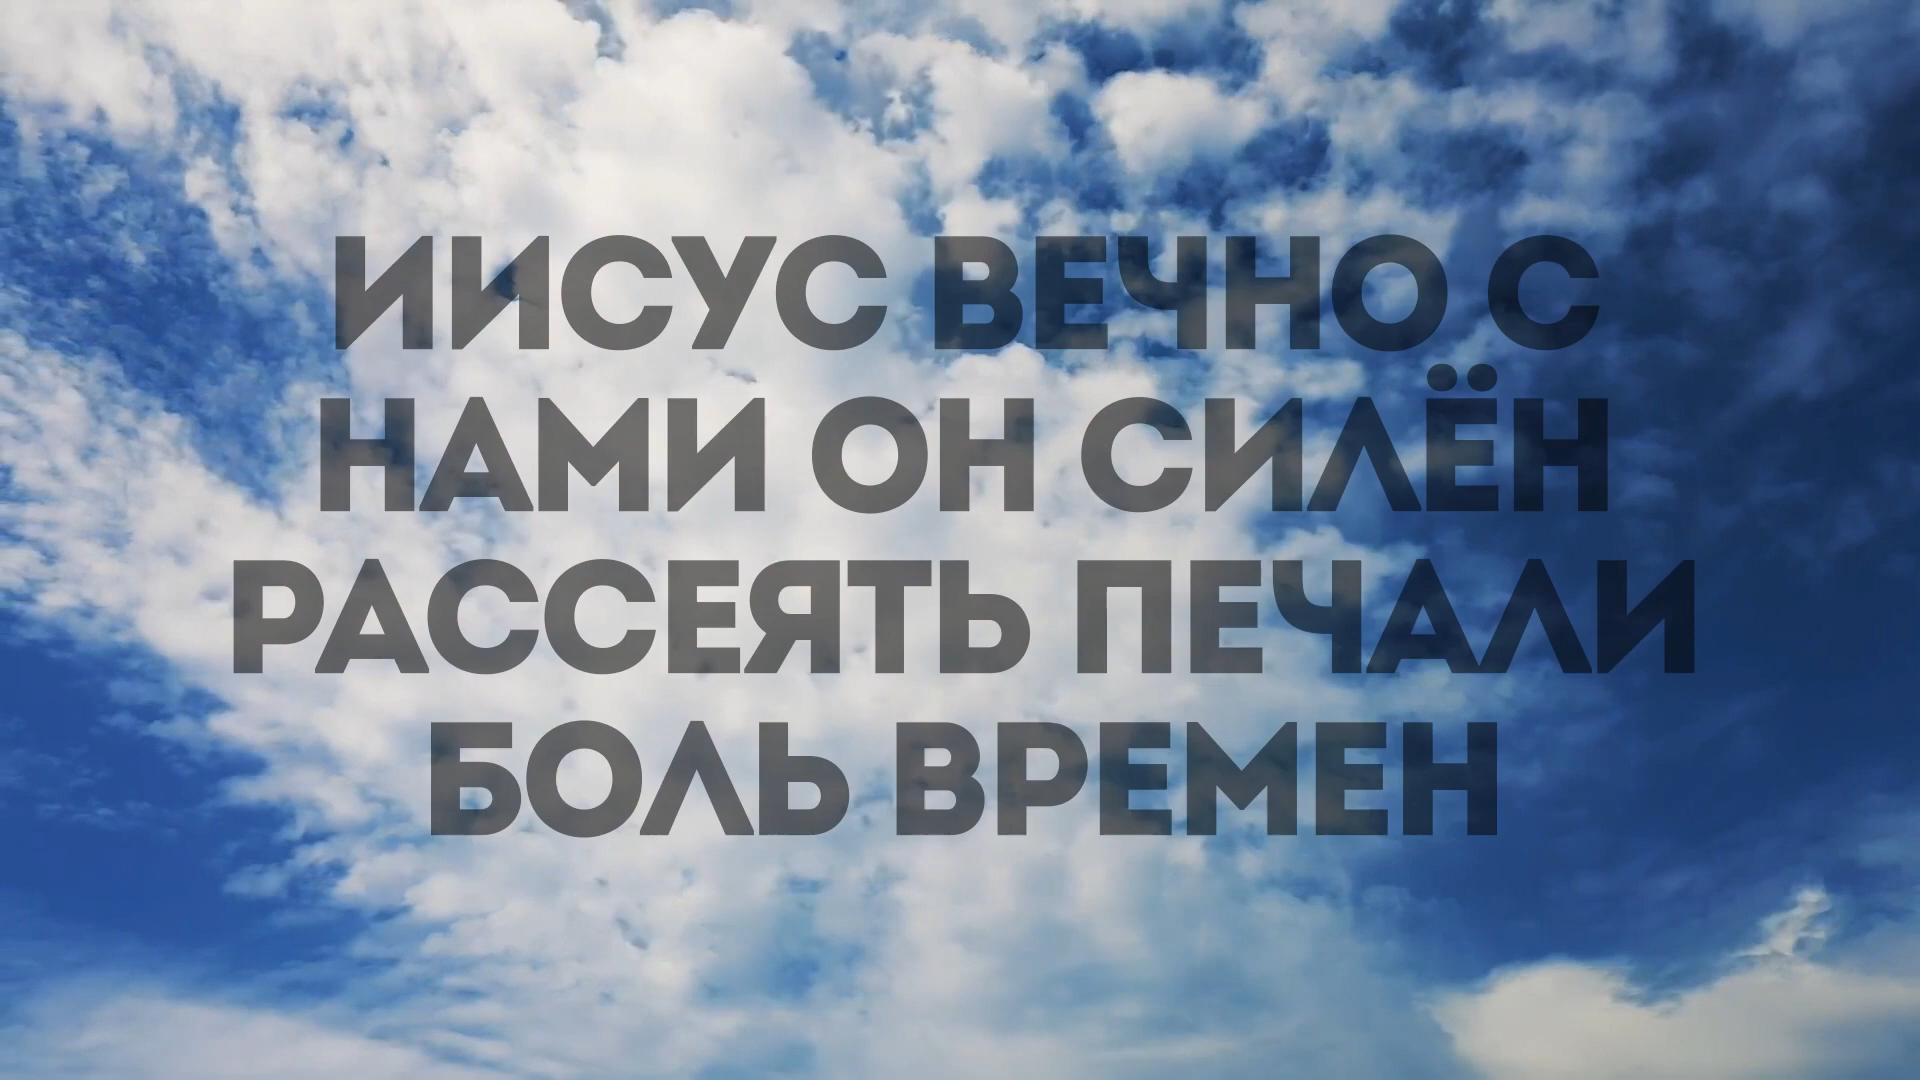 ИИСУС ВЕЧНО С
НАМИ ОН СИЛЁН
РАССЕЯТЬ ПЕЧАЛИ
БОЛЬ ВРЕМЕН